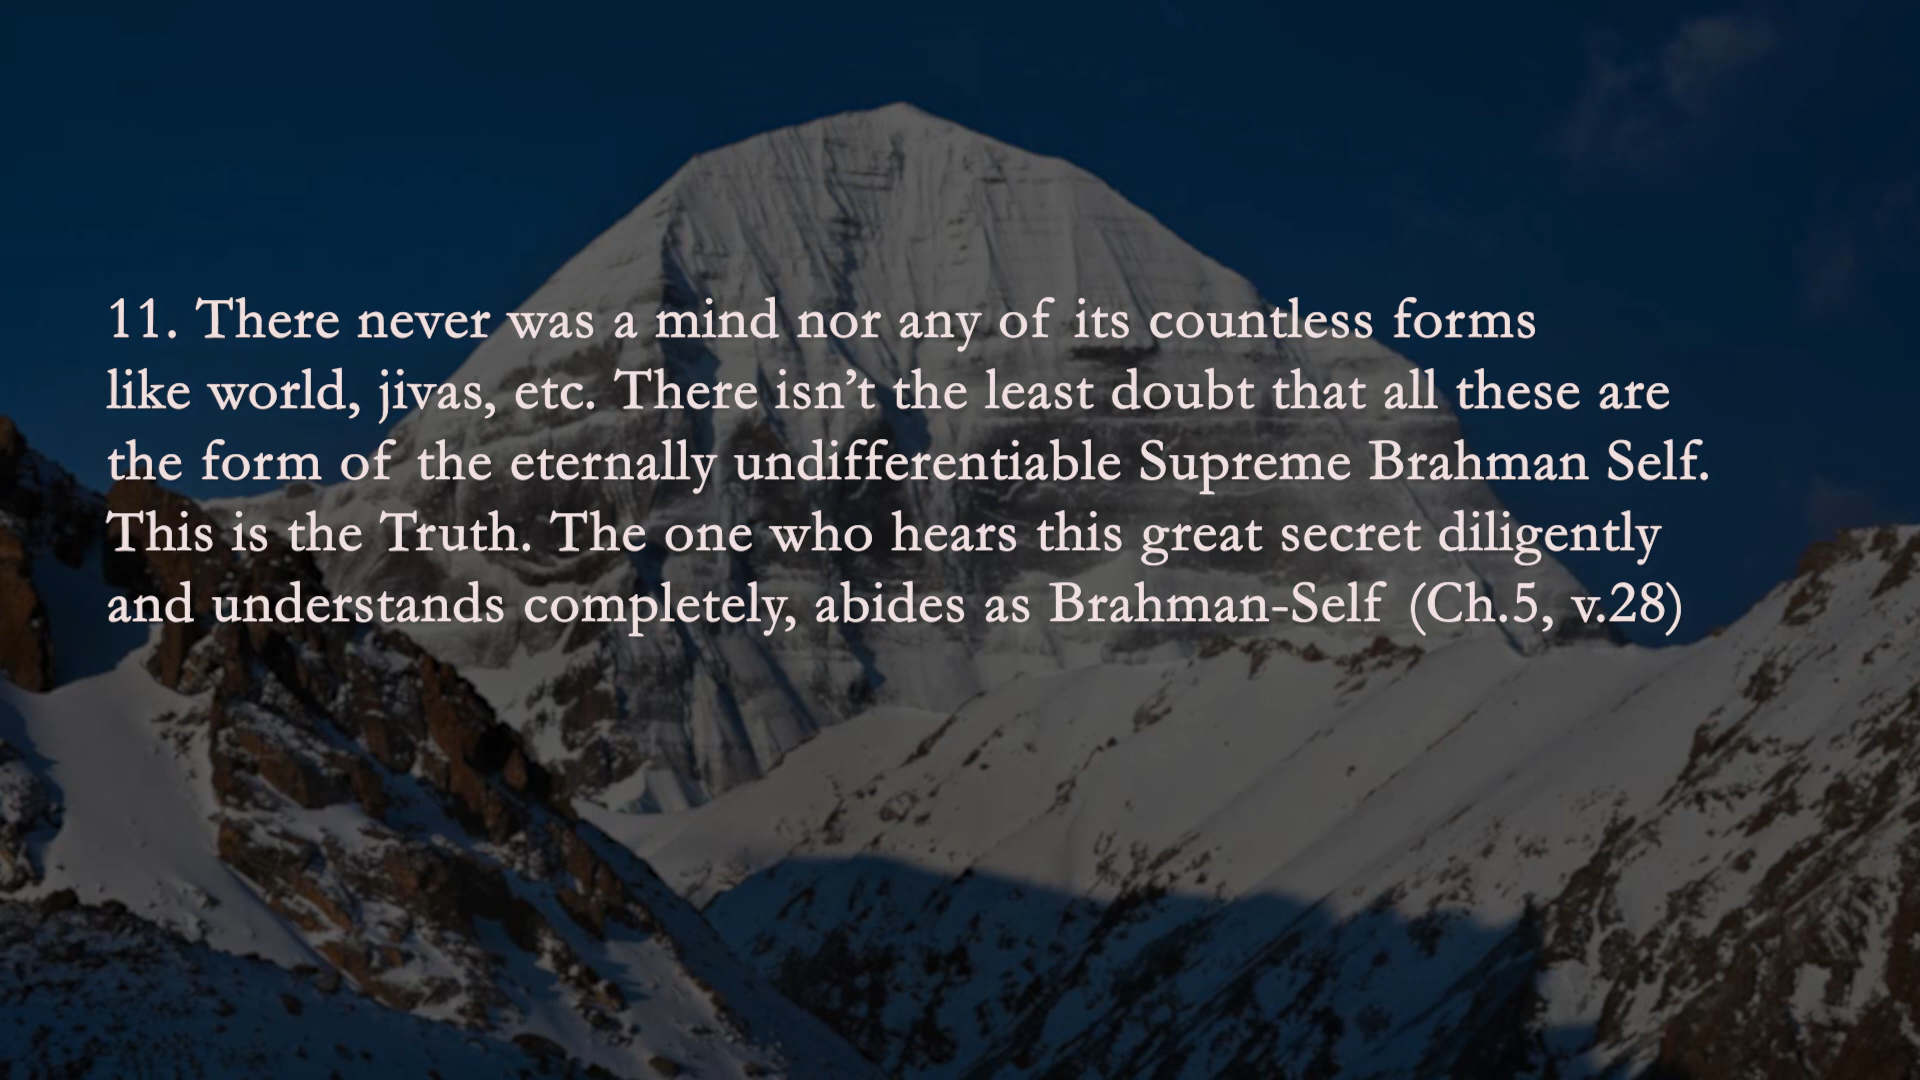 11. There never was a mind nor any of its countless forms
like world, jivas, etc. There isn’t the least doubt that all these are
the form of the eternally undifferentiable Supreme Brahman Self.
This is the Truth. The one who hears this great secret diligently
and understands completely, abides as Brahman-Self (Ch.5, v.28)